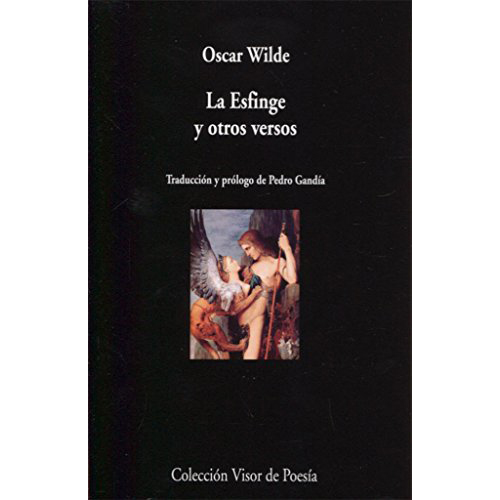 Oscar Wilde
La Esfinge
y otros versos
Traducción y prólogo de Pedro Gandía
Colección Visor de Poesía